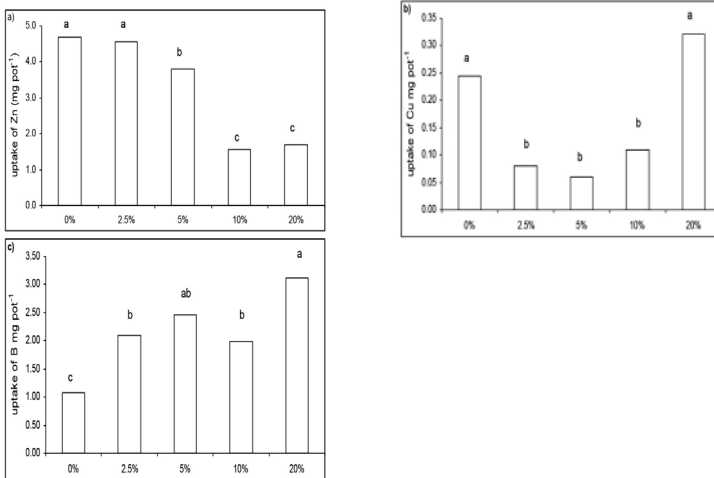 a)
uptake of Zn (mg pot⁻¹)
5.0
4.0
3.0
2.0
1.0
0.0
a
a
b
c
c
0%
2.5%
5%
10%
20%
b)
uptake of Cu mg pot⁻¹
0.35
0.30
0.25
0.20
0.15
0.10
0.05
0.00
a
b
b
b
a
0%
2.5%
5%
10%
20%
c)
uptake of B mg pot⁻¹
3.50
3.00
2.50
2.00
1.50
1.00
0.50
0.00
c
b
ab
b
a
0%
2.5%
5%
10%
20%